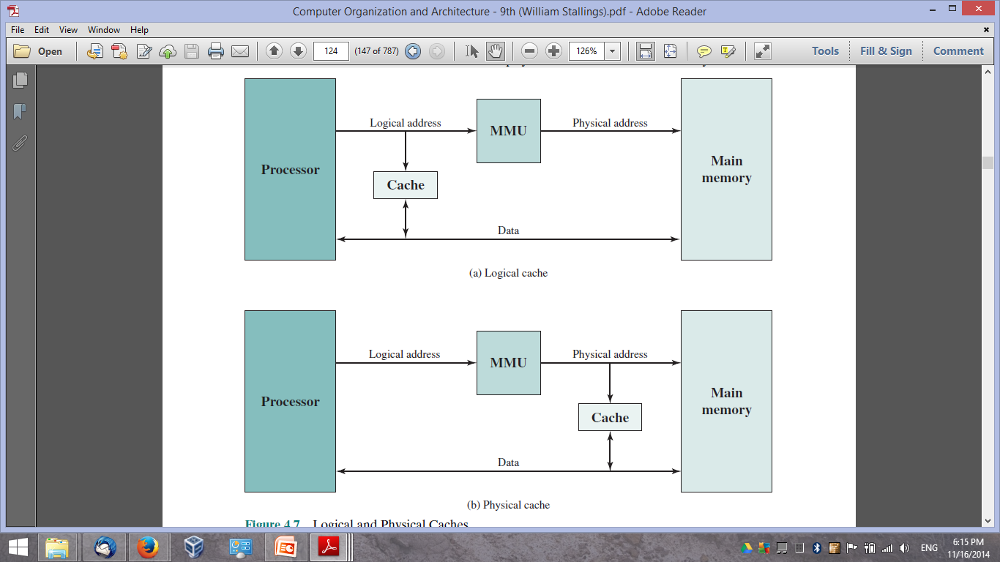 Computer Organization and Architecture - 9th (William Stallings).pdf - Adobe Reader
File Edit View Window Help
Open 124 (147 of 787) 126% Tools Fill & Sign Comment
Logical address
Physical address
MMU
Processor
Main
memory
Cache
Data
(a) Logical cache
Logical address
Physical address
MMU
Processor
Main
memory
Cache
Data
(b) Physical cache
Figure 4.7 Logical and Physical Caches
ENG
6:15 PM
11/16/2014